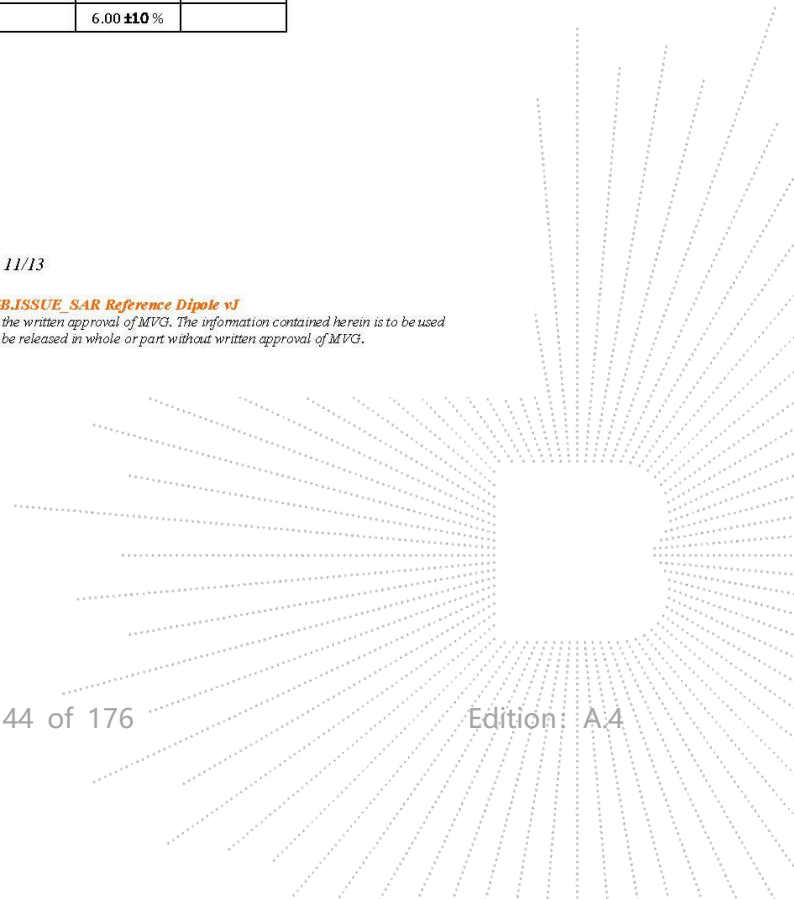 6.00 ±10 %
11/13
B.ISSUE_SAR Reference Dipole vJ
the written approval of MVG. The information contained herein is to be used
be released in whole or part without written approval of MVG.
44 of 176 Edition: A.4